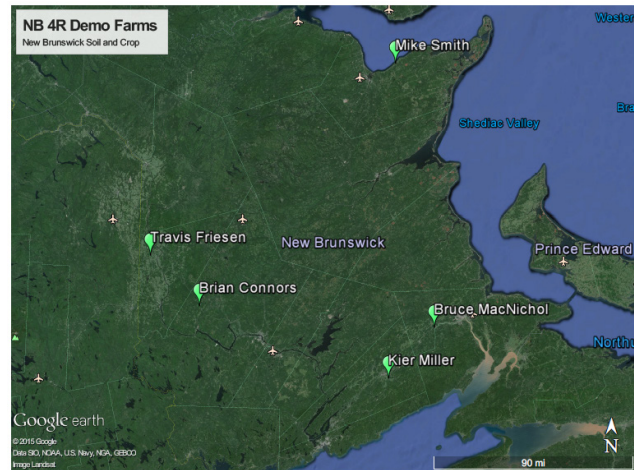 NB 4R Demo Farms
New Brunswick Soil and Crop
Mike Smith
Shediac Valley
Travis Friesen
New Brunswick
Prince Edward
Brian Connors
Bruce MacNichol
Kier Miller
Google earth
© 2015 Google
Data SIO, NOAA, U.S. Navy, NGA, GEBCO
Image Landsat
N
90 mi